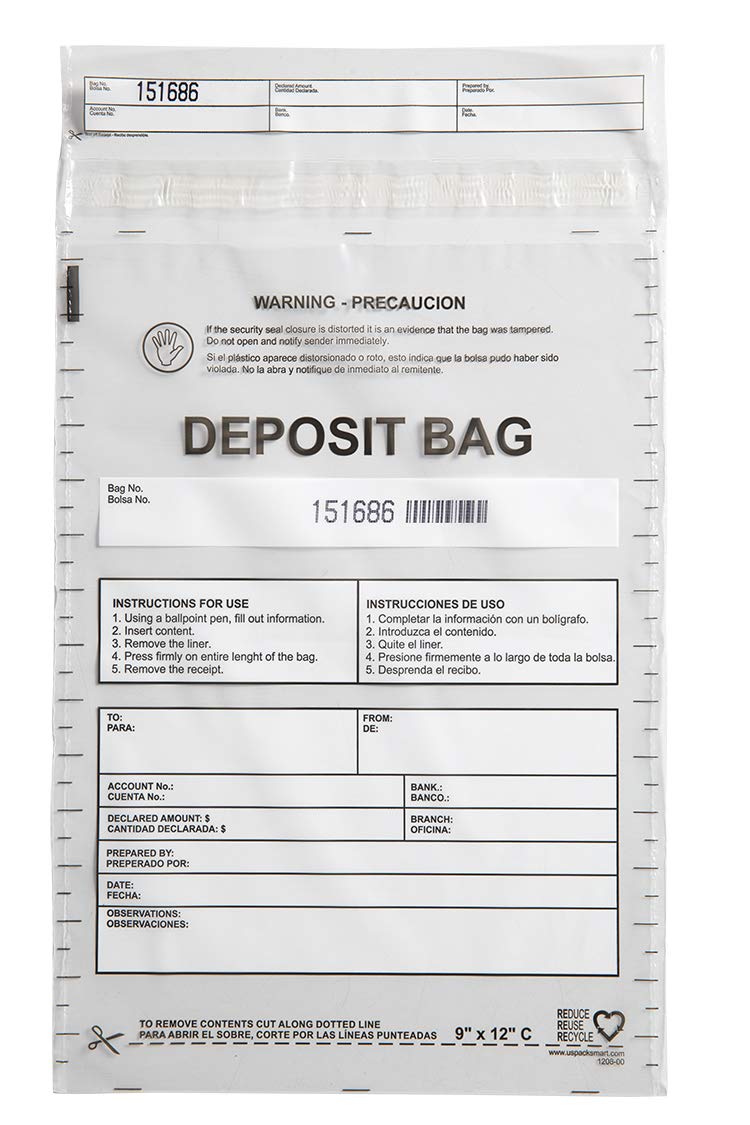 Bag No. 151686 Declared Amount. Prepared by.
Bolsa No. Cantidad Declarada. Preparado Por.
Account No. Bank. Date.
Cuenta No. Banco. Fecha.
Receipt - Recibo desprendible.
WARNING - PRECAUCION
If the security seal closure is distorted it is an evidence that the bag was tampered.
Do not open and notify sender immediately.
Si el plástico aparece distorsionado o roto, esto indica que la bolsa pudo haber sido
violada. No la abra y notifique de inmediato al remitente.
DEPOSIT BAG
Bag No.
Bolsa No.
151686
INSTRUCTIONS FOR USE
1. Using a ballpoint pen, fill out information.
2. Insert content.
3. Remove the liner.
4. Press firmly on entire lenght of the bag.
5. Remove the receipt.
INSTRUCCIONES DE USO
1. Completar la información con un bolígrafo.
2. Introduzca el contenido.
3. Quite el liner.
4. Presione firmemente a lo largo de toda la bolsa.
5. Desprenda el recibo.
TO:
PARA:
FROM:
DE:
ACCOUNT No.:
CUENTA No.:
BANK.:
BANCO.:
DECLARED AMOUNT: $
CANTIDAD DECLARADA: $
BRANCH:
OFICINA:
PREPARED BY:
PREPERADO POR:
DATE:
FECHA:
OBSERVATIONS:
OBSERVACIONES:
TO REMOVE CONTENTS CUT ALONG DOTTED LINE
PARA ABRIR EL SOBRE, CORTE POR LAS LÍNEAS PUNTEADAS
9" x 12" C
REDUCE
REUSE
RECYCLE
www.uspacksmart.com
1208-00